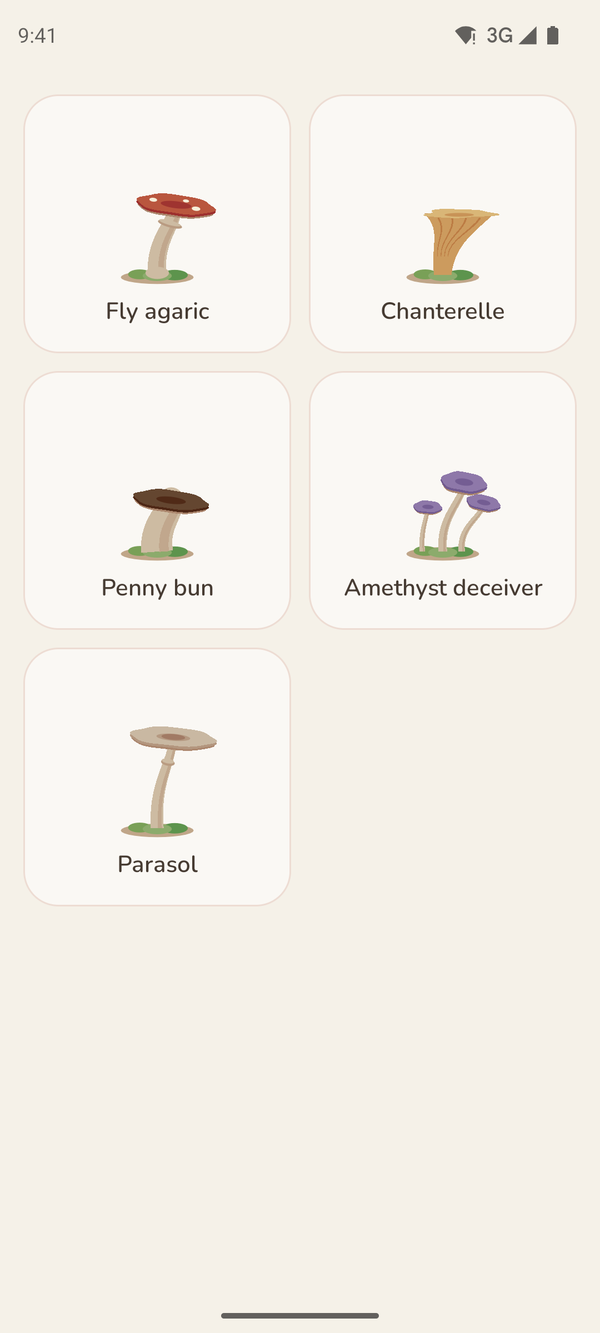 9:41
3G
Fly agaric
Chanterelle
Penny bun
Amethyst deceiver
Parasol